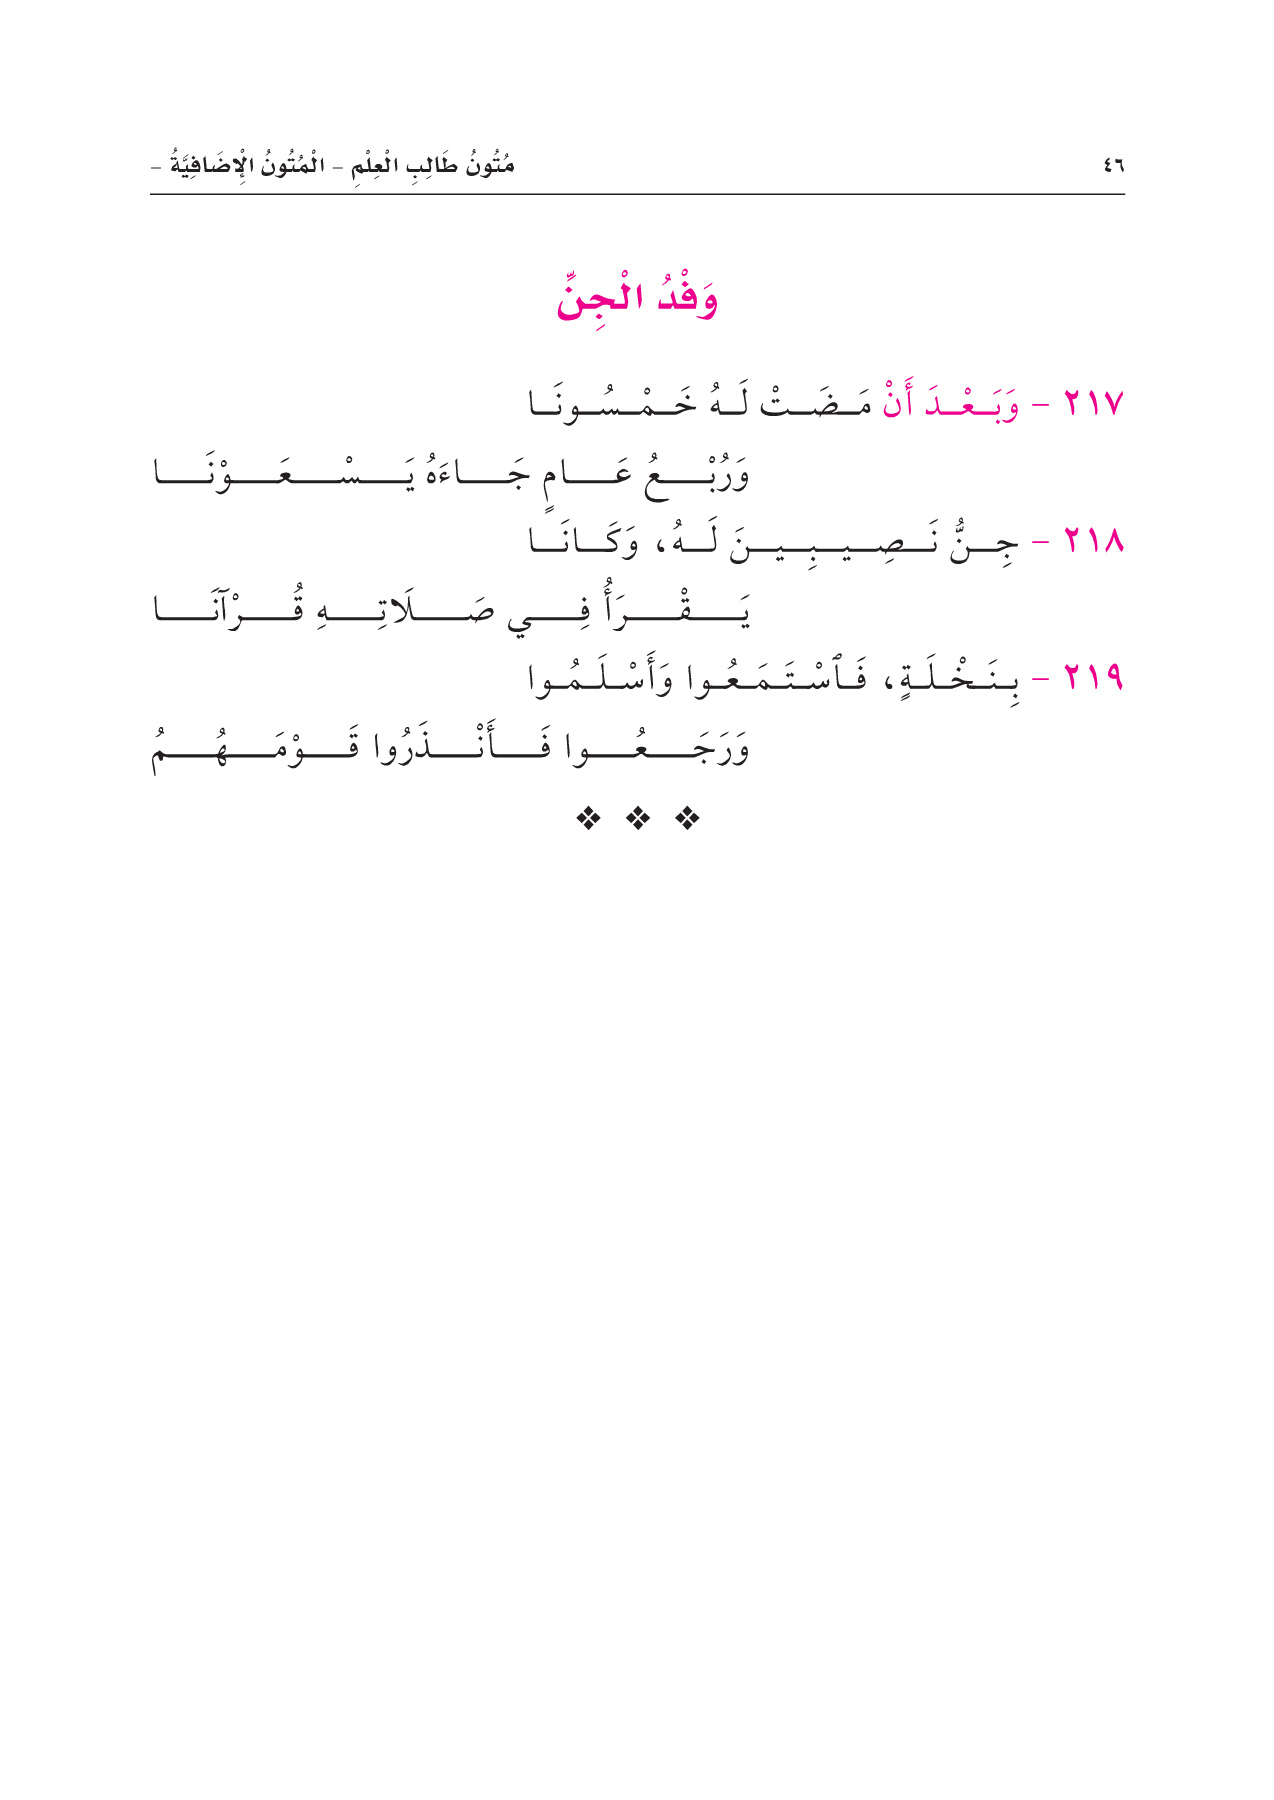 ٤٦ مُتُونُ طَالِبِ الْعِلْمِ – الْمُتُونُ الْإِضَافِيَّةُ –
وَفْدُ الْجِنِّ
٢١٧ – وَبَعْدَ أَنْ مَضَتْ لَهُ خَمْسُونَا
وَرُبْعُ عَامٍ جَاءَهُ يَسْعَوْنَا
٢١٨ – جِنُّ نَصِيبِينَ لَهُ، وَكَانَا
يَقْرَأُ فِي صَلَاتِهِ قُرْآنَا
٢١٩ – بِنَخْلَةٍ، فَٱسْتَمَعُوا وَأَسْلَمُوا
وَرَجَعُوا فَأَنْذَرُوا قَوْمَهُمُ